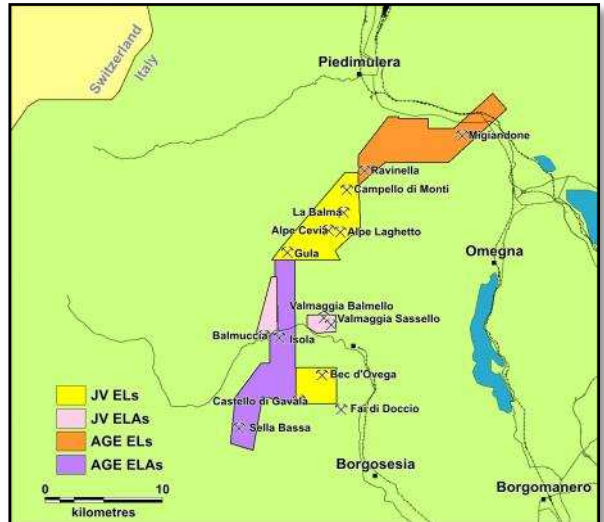 Switzerland
Italy
Piedimulera
Migiandone
Ravinella
Campello di Monti
La Balma
Alpe Cevia
Alpe Laghetto
Gula
Omegna
Valmaggia Balmello
Valmaggia Sassello
Balmuccia
Isola
Bec d'Ovega
Castello di Gavala
Fai di Doccio
Sella Bassa
Borgosesia
Borgomanero
JV ELs
JV ELAs
AGE ELs
AGE ELAs
0 10
kilometres